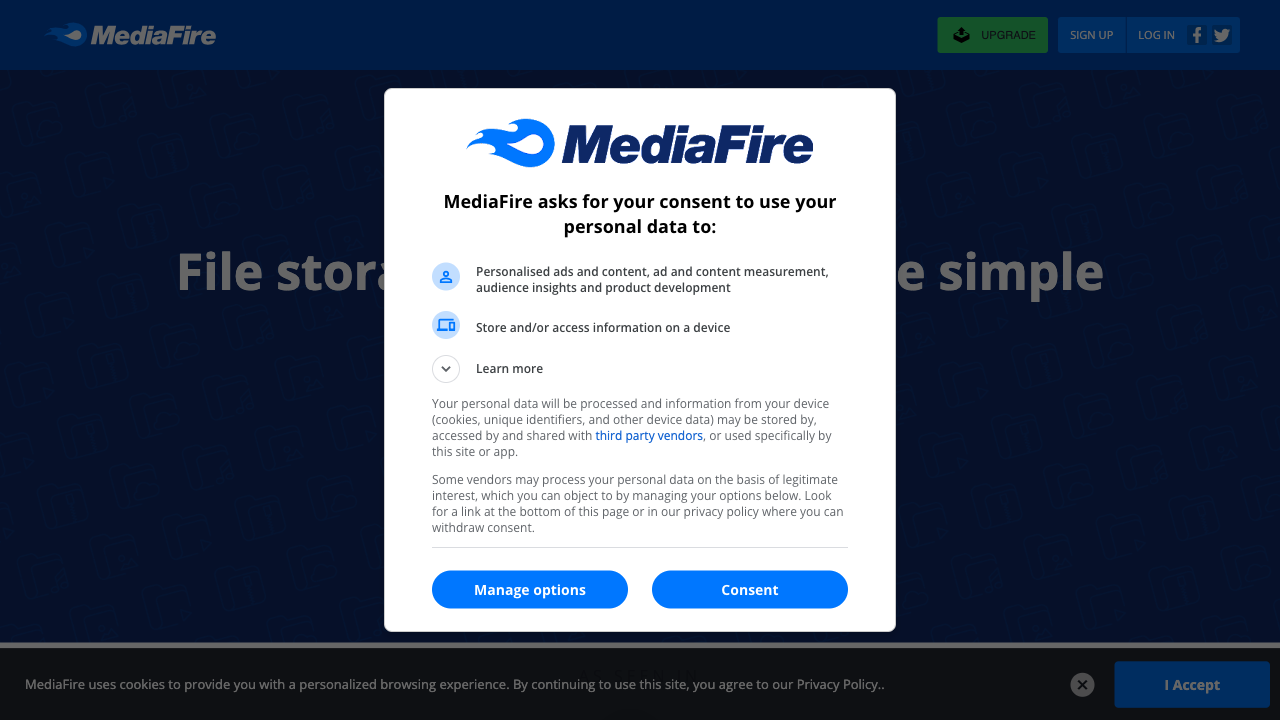 MediaFire
UPGRADE
SIGN UP
LOG IN
MediaFire
MediaFire asks for your consent to use your
personal data to:
File
simple
Personalised ads and content, ad and content measurement,
audience insights and product development
Store and/or access information on a device
Learn more
Your personal data will be processed and information from your device
(cookies, unique identifiers, and other device data) may be stored by,
accessed by and shared with third party vendors, or used specifically by
this site or app.
Some vendors may process your personal data on the basis of legitimate
interest, which you can object to by managing your options below. Look
for a link at the bottom of this page or in our privacy policy where you can
withdraw consent.
Manage options
Consent
MediaFire uses cookies to provide you with a personalized browsing experience. By continuing to use this site, you agree to our Privacy Policy..
I Accept